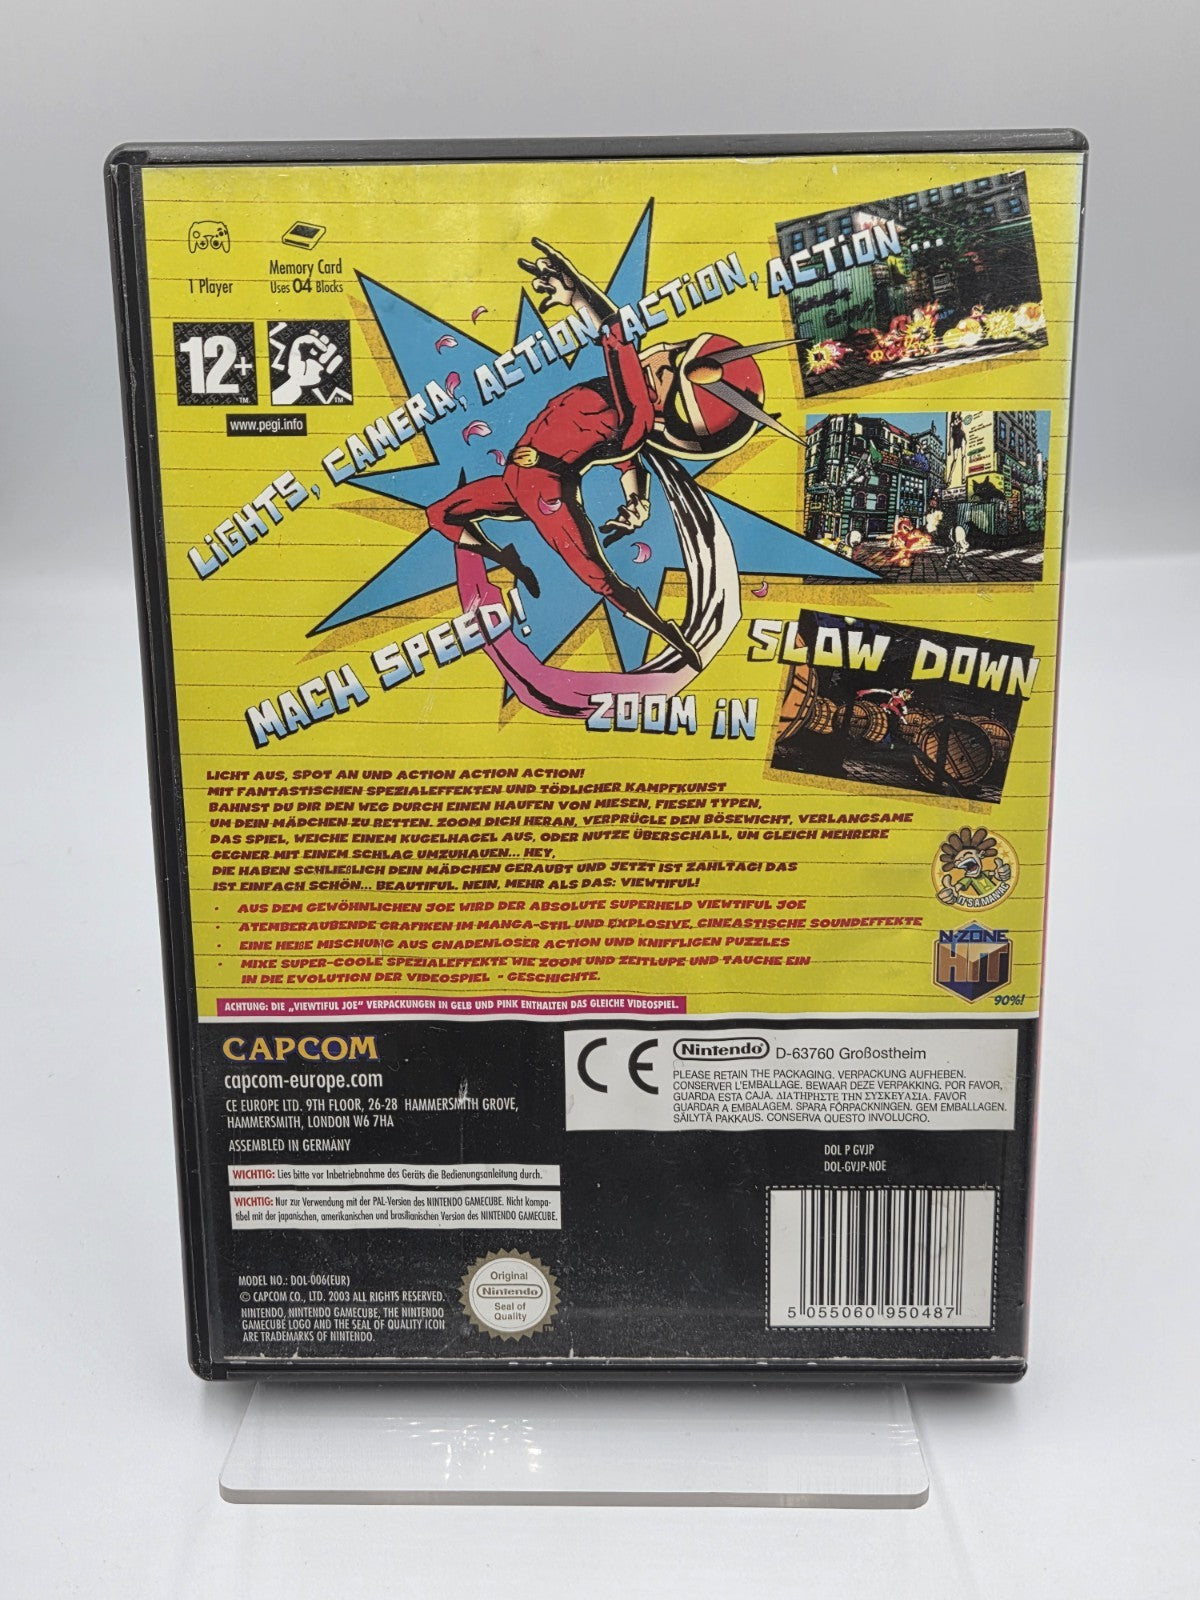 1 Player
Memory Card
Uses 04 Blocks
12+
TM
TM
www.pegi.info
LIGHTS, CAMERA, ACTION, ACTION, ACTION ...
MACH SPEED!
ZOOM IN
SLOW DOWN
LICHT AUS, SPOT AN UND ACTION ACTION ACTION!
MIT FANTASTISCHEN SPEZIALEFFEKTEN UND TÖDLICHER KAMPFKUNST
BAHNST DU DIR DEN WEG DURCH EINEN HAUFEN VON MIESEN, FIESEN TYPEN,
UM DEIN MÄDCHEN ZU RETTEN. ZOOM DICH HERAN, VERPRÜGLE DEN BÖSEWICHT, VERLANGSAME
DAS SPIEL, WEICHE EINEM KUGELHAGEL AUS, ODER NUTZE ÜBERSCHALL, UM GLEICH MEHRERE
GEGNER MIT EINEM SCHLAG UMZUHAUEN... HEY,
DIE HABEN SCHLIEßLICH DEIN MÄDCHEN GERAUBT UND JETZT IST ZAHLTAG! DAS
IST EINFACH SCHÖN... BEAUTIFUL. NEIN, MEHR ALS DAS: VIEWTIFUL!
· AUS DEM GEWÖHNLICHEN JOE WIRD DER ABSOLUTE SUPERHELD VIEWTIFUL JOE
· ATEMBERAUBENDE GRAFIKEN IM MANGA-STIL UND EXPLOSIVE, CINEASTISCHE SOUNDEFFEKTE
· EINE HEIßE MISCHUNG AUS GNADENLOSER ACTION UND KNIFFLIGEN PUZZLES
· MIXE SUPER-COOLE SPEZIALEFFEKTE WIE ZOOM UND ZEITLUPE UND TAUCHE EIN
IN DIE EVOLUTION DER VIDEOSPIEL - GESCHICHTE.
IT'S A MANIAC
N-ZONE
HIT
90%!
ACHTUNG: DIE „VIEWTIFUL JOE" VERPACKUNGEN IN GELB UND PINK ENTHALTEN DAS GLEICHE VIDEOSPIEL.
CAPCOM
capcom-europe.com
CE EUROPE LTD. 9TH FLOOR, 26-28 HAMMERSMITH GROVE,
HAMMERSMITH, LONDON W6 7HA
ASSEMBLED IN GERMANY
CE Nintendo D-63760 Großostheim
PLEASE RETAIN THE PACKAGING. VERPACKUNG AUFHEBEN.
CONSERVER L'EMBALLAGE. BEWAAR DEZE VERPAKKING. POR FAVOR,
GUARDA ESTA CAJA. ΔΙΑΤΗΡΗΣΤΕ ΤΗΝ ΣΥΣΚΕΥΑΣΙΑ. FAVOR
GUARDAR A EMBALAGEM. SPARA FÖRPACKNINGEN. GEM EMBALLAGEN.
SÄILYTÄ PAKKAUS. CONSERVA QUESTO INVOLUCRO.
WICHTIG: Lies bitte vor Inbetriebnahme des Geräts die Bedienungsanleitung durch.
WICHTIG: Nur zur Verwendung mit der PAL-Version des NINTENDO GAMECUBE. Nicht Kompa-
tibel mit der japanischen, amerikanischen und brasilianischen Version des NINTENDO GAMECUBE.
DOL P GVJP
DOL-GVJP-NOE
MODEL NO.: DOL-006(EUR)
© CAPCOM CO., LTD. 2003 ALL RIGHTS RESERVED.
NINTENDO, NINTENDO GAMECUBE, THE NINTENDO
GAMECUBE LOGO AND THE SEAL OF QUALITY ICON
ARE TRADEMARKS OF NINTENDO.
Original
Nintendo
Seal of
Quality
TM
5 055060 950487